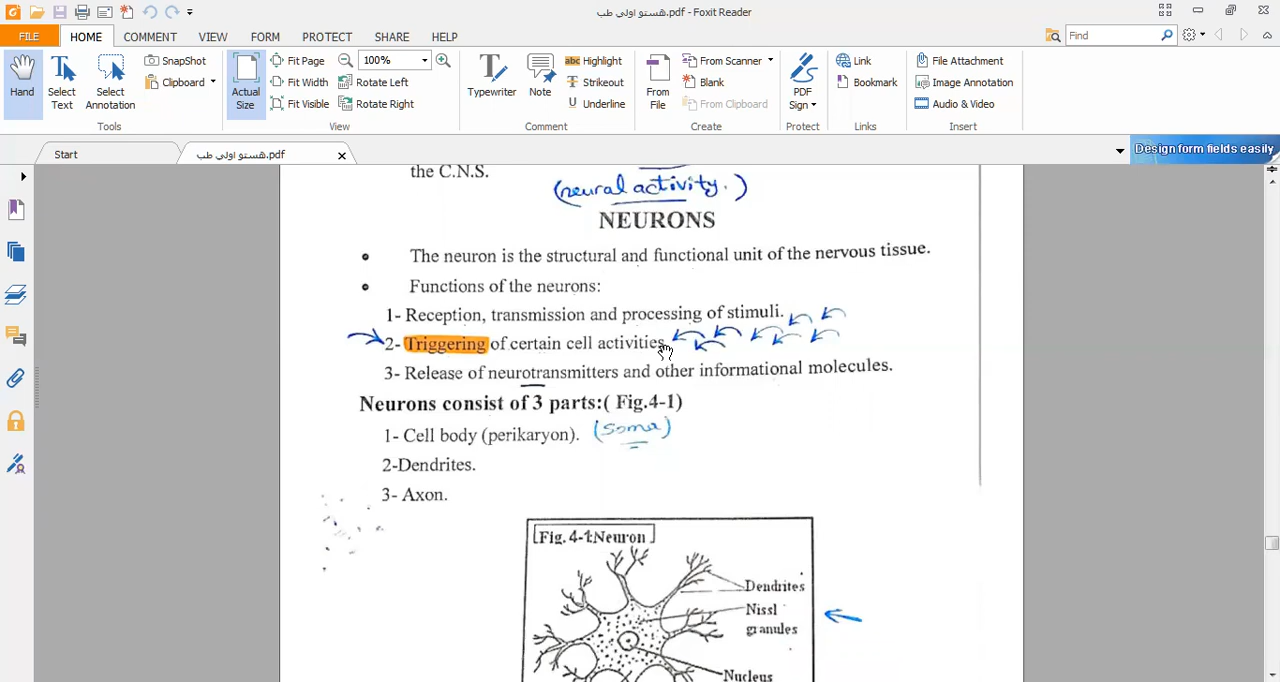 هستو اولي طب.pdf - Foxit Reader
FILE HOME COMMENT VIEW FORM PROTECT SHARE HELP
Find
Hand
Select Text
Select Annotation
SnapShot
Clipboard
Tools
Actual Size
Fit Page
Fit Width
Fit Visible
100%
Rotate Left
Rotate Right
View
Typewriter
Note
Highlight
Strikeout
Underline
Comment
From File
From Scanner
Blank
From Clipboard
Create
PDF Sign
Protect
Link
Bookmark
Links
File Attachment
Image Annotation
Audio & Video
Insert
Start
هستو اولي طب.pdf
Design form fields easily
the C.N.S.
(neural activity.)
NEURONS
The neuron is the structural and functional unit of the nervous tissue.
Functions of the neurons:
1- Reception, transmission and processing of stimuli.
2- Triggering of certain cell activities.
3- Release of neurotransmitters and other informational molecules.
Neurons consist of 3 parts:( Fig.4-1)
1- Cell body (perikaryon). (Soma)
2-Dendrites.
3- Axon.
Fig. 4-1:Neuron
Dendrites
Nissl
granules
Nucleus